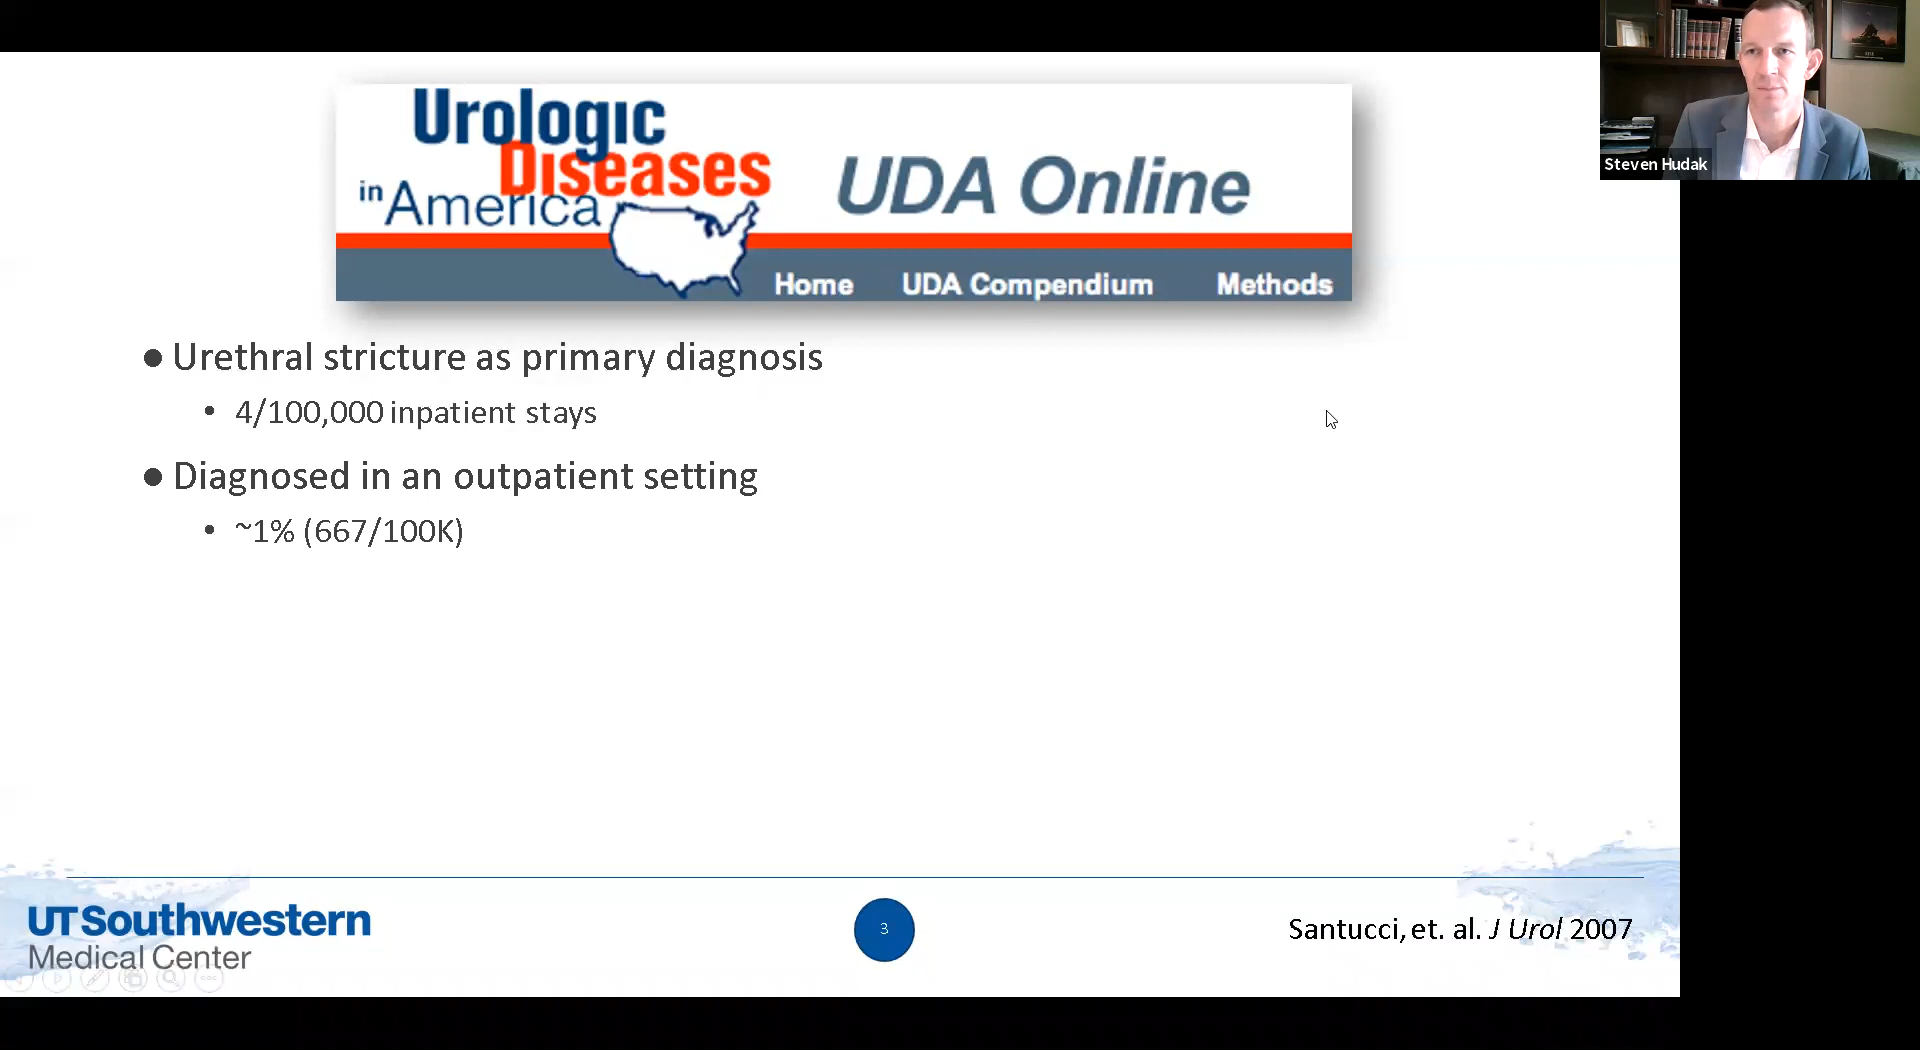 Urologic
Diseases
in America
UDA Online
Home UDA Compendium Methods
Steven Hudak
● Urethral stricture as primary diagnosis
• 4/100,000 inpatient stays
● Diagnosed in an outpatient setting
• ~1% (667/100K)
UTSouthwestern
Medical Center
3
Santucci, et. al. J Urol 2007